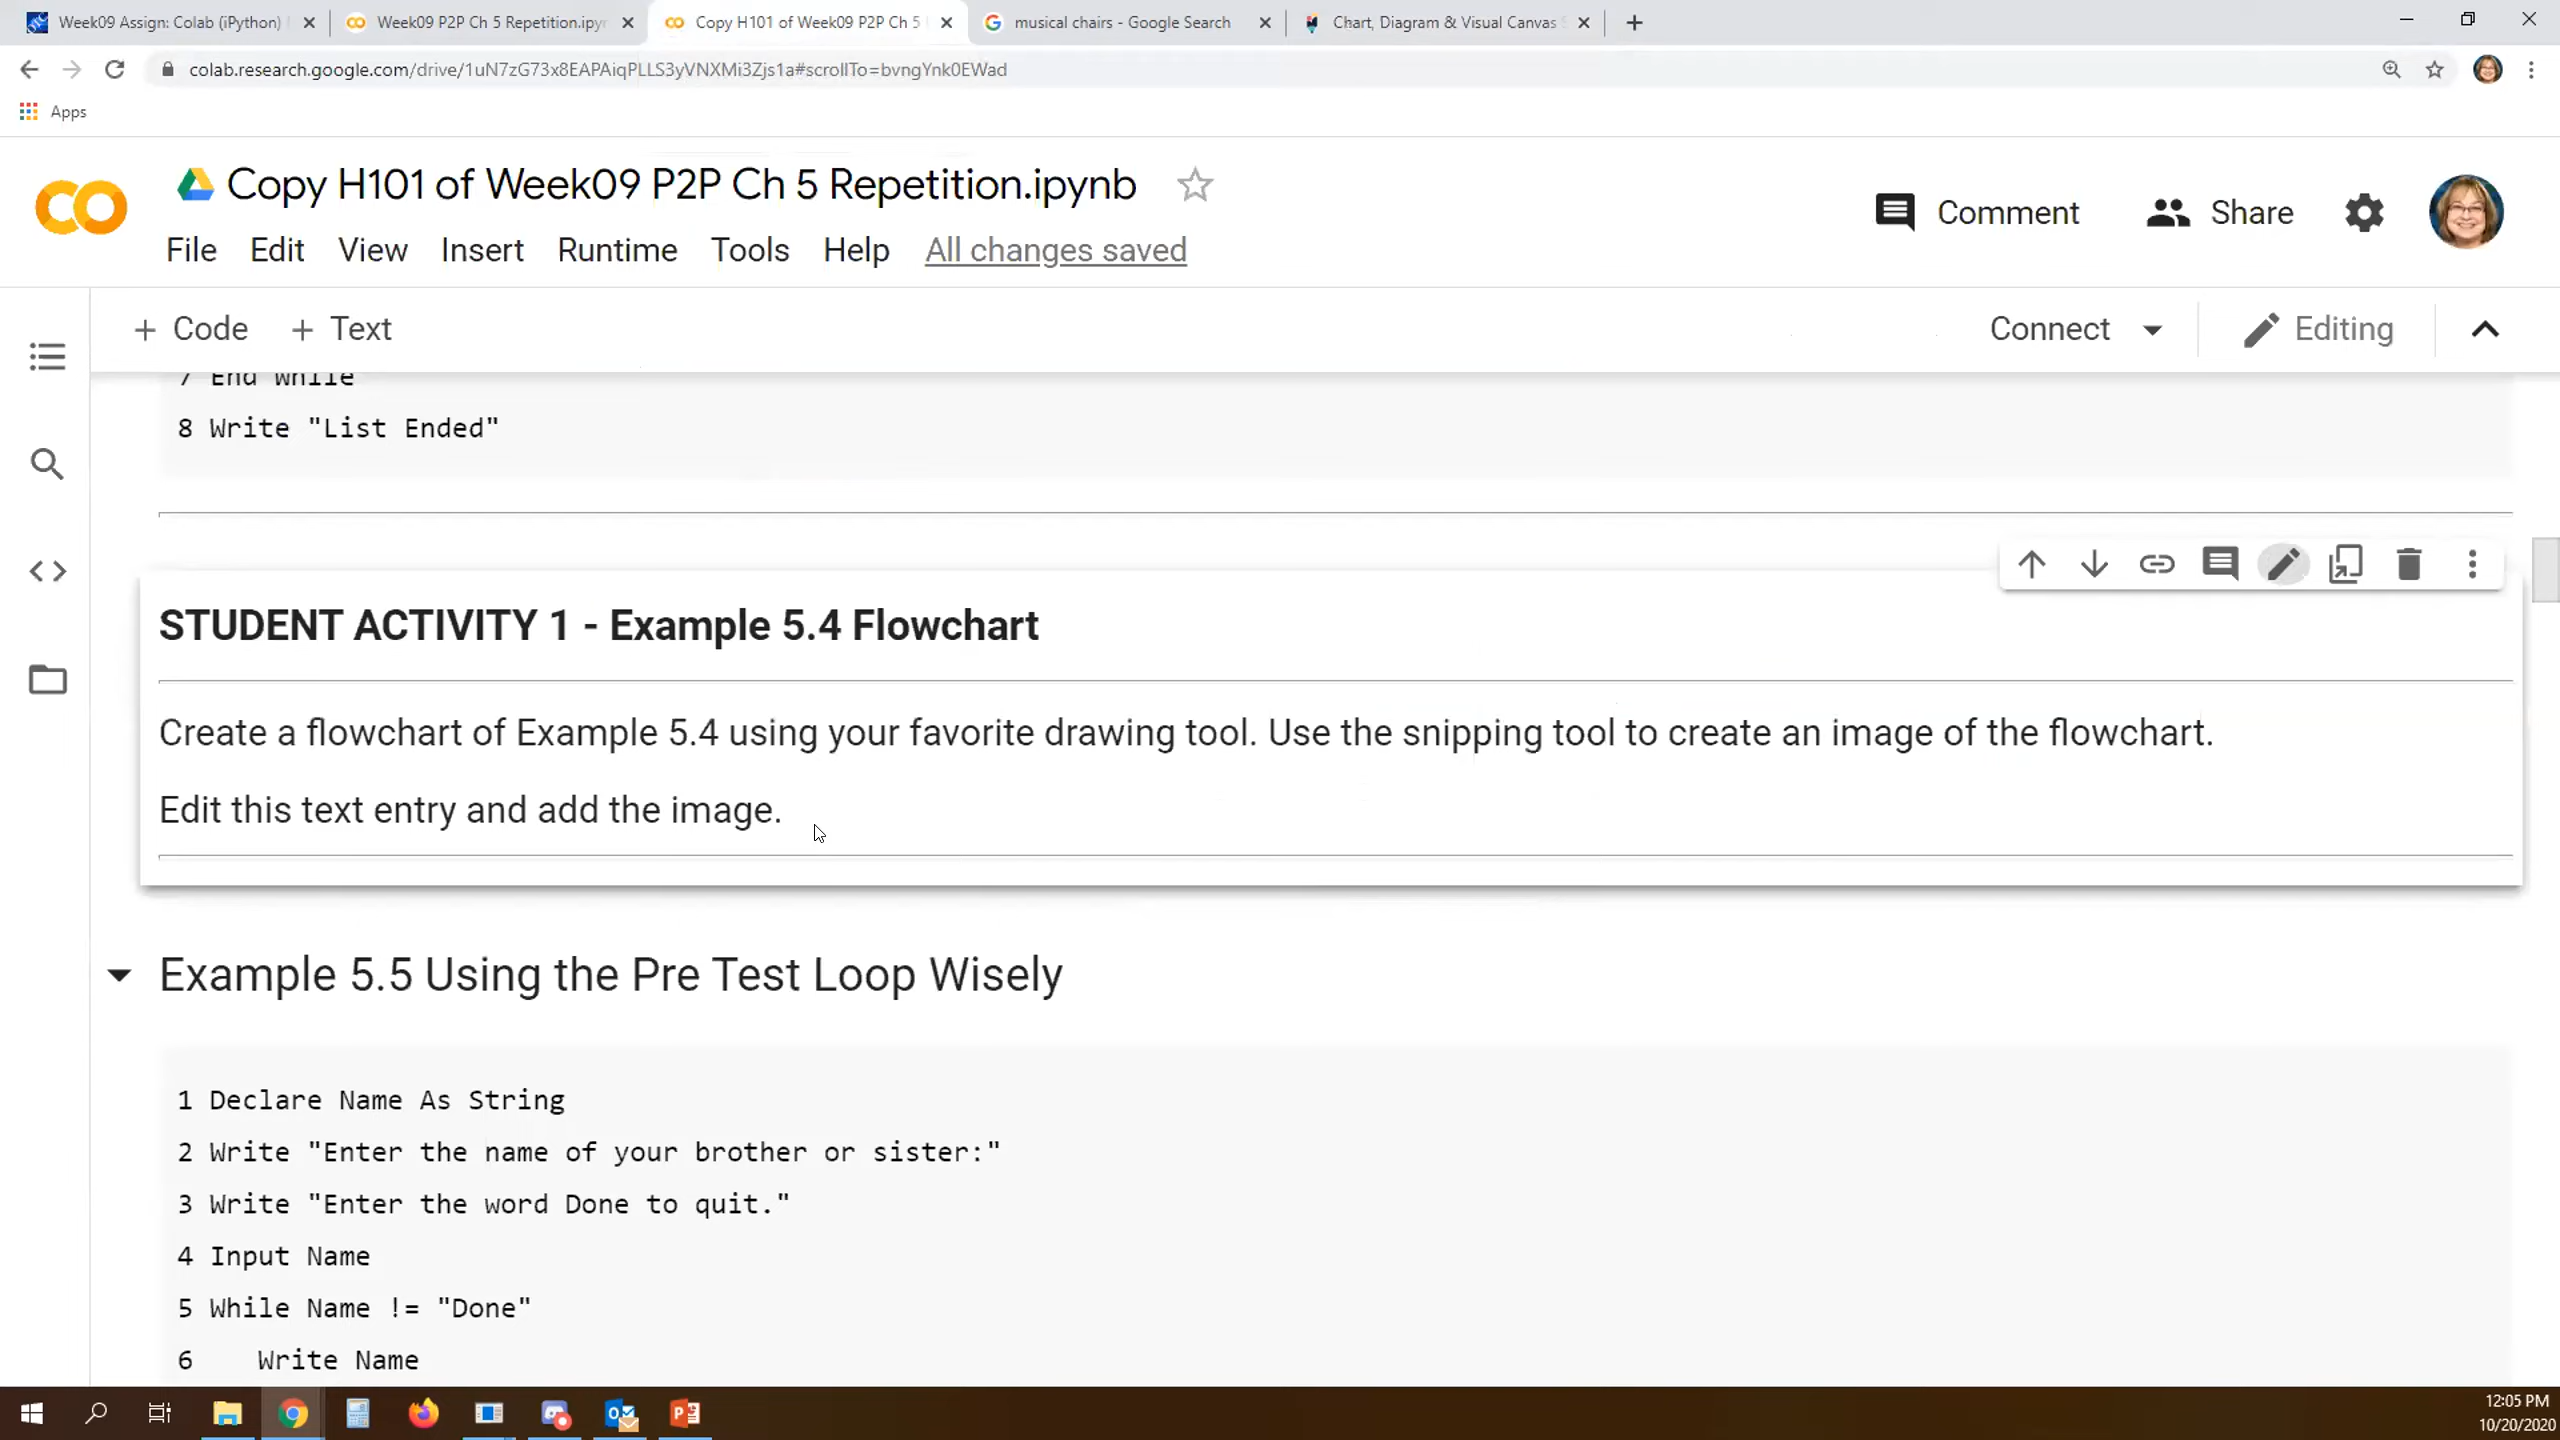 Week09 Assign: Colab (iPython)
Week09 P2P Ch 5 Repetition.ipyn
Copy H101 of Week09 P2P Ch 5
musical chairs - Google Search
Chart, Diagram & Visual Canvas
colab.research.google.com/drive/1uN7zG73x8EAPAiqPLLS3yVNXMi3Zjs1a#scrollTo=bvngYnk0EWad
Apps
CO
Copy H101 of Week09 P2P Ch 5 Repetition.ipynb
Comment
Share
File Edit View Insert Runtime Tools Help All changes saved
+ Code + Text
Connect
Editing
7 End While
8 Write "List Ended"
STUDENT ACTIVITY 1 - Example 5.4 Flowchart
Create a flowchart of Example 5.4 using your favorite drawing tool. Use the snipping tool to create an image of the flowchart.
Edit this text entry and add the image.
Example 5.5 Using the Pre Test Loop Wisely
1 Declare Name As String
2 Write "Enter the name of your brother or sister:"
3 Write "Enter the word Done to quit."
4 Input Name
5 While Name != "Done"
6 Write Name
12:05 PM
10/20/2020